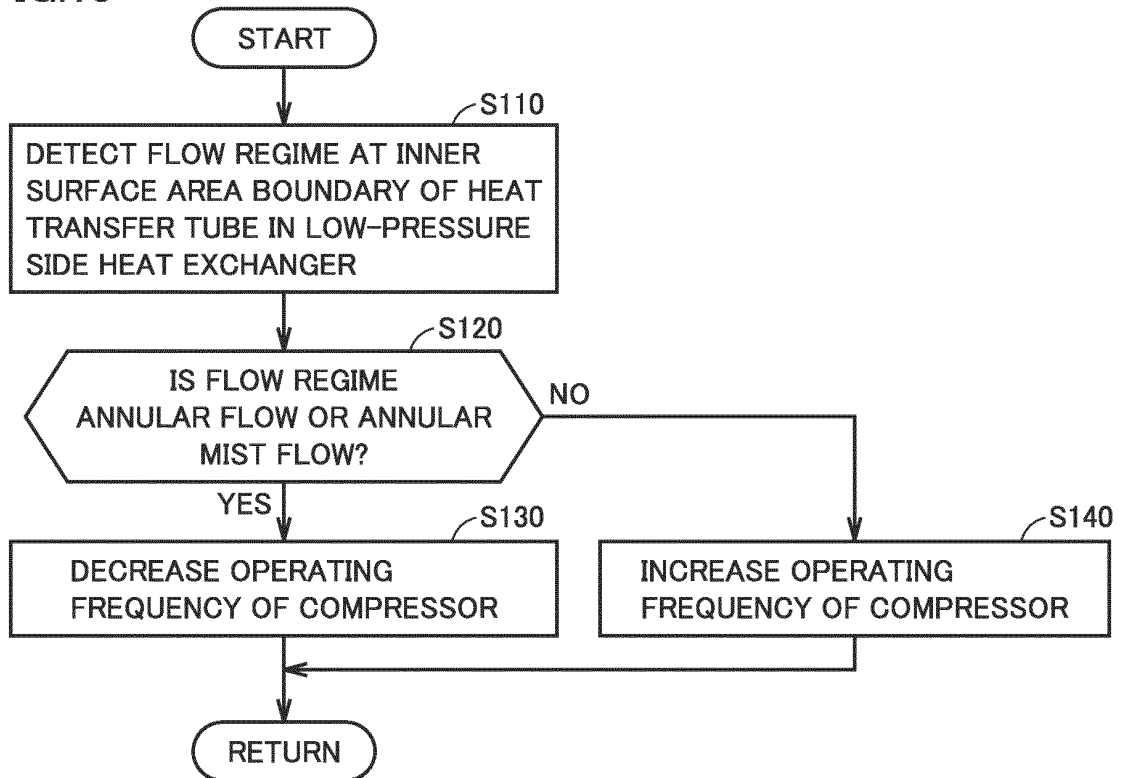 START
S110
DETECT FLOW REGIME AT INNER
SURFACE AREA BOUNDARY OF HEAT
TRANSFER TUBE IN LOW-PRESSURE
SIDE HEAT EXCHANGER
S120
IS FLOW REGIME
ANNULAR FLOW OR ANNULAR
MIST FLOW?
NO
YES
S130
DECREASE OPERATING
FREQUENCY OF COMPRESSOR
S140
INCREASE OPERATING
FREQUENCY OF COMPRESSOR
RETURN